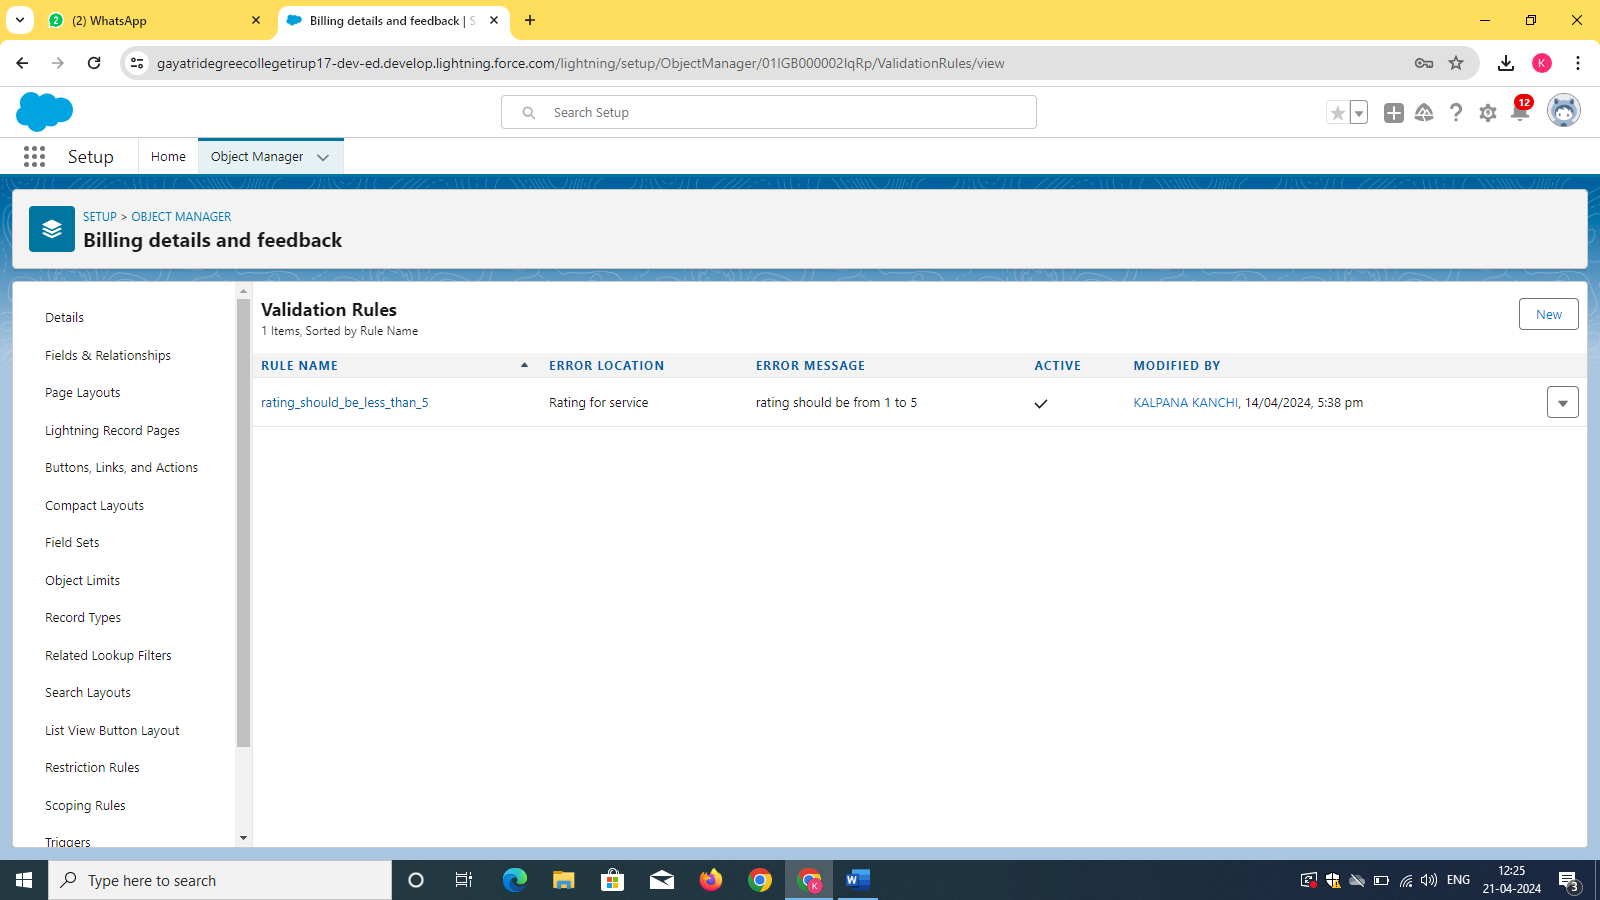 2
(2) WhatsApp
Billing details and feedback | S
gayatridegreecollegetirup17-dev-ed.develop.lightning.force.com/lightning/setup/ObjectManager/01IGB000002IqRp/ValidationRules/view
K
Search Setup
12
Setup
Home
Object Manager
SETUP > OBJECT MANAGER
Billing details and feedback
Details
Fields & Relationships
Page Layouts
Lightning Record Pages
Buttons, Links, and Actions
Compact Layouts
Field Sets
Object Limits
Record Types
Related Lookup Filters
Search Layouts
List View Button Layout
Restriction Rules
Scoping Rules
Triggers
Validation Rules
1 Items, Sorted by Rule Name
New
RULE NAME ERROR LOCATION ERROR MESSAGE ACTIVE MODIFIED BY
rating_should_be_less_than_5 Rating for service rating should be from 1 to 5 KALPANA KANCHI, 14/04/2024, 5:38 pm
Type here to search
K
W
ENG
12:25
21-04-2024
3